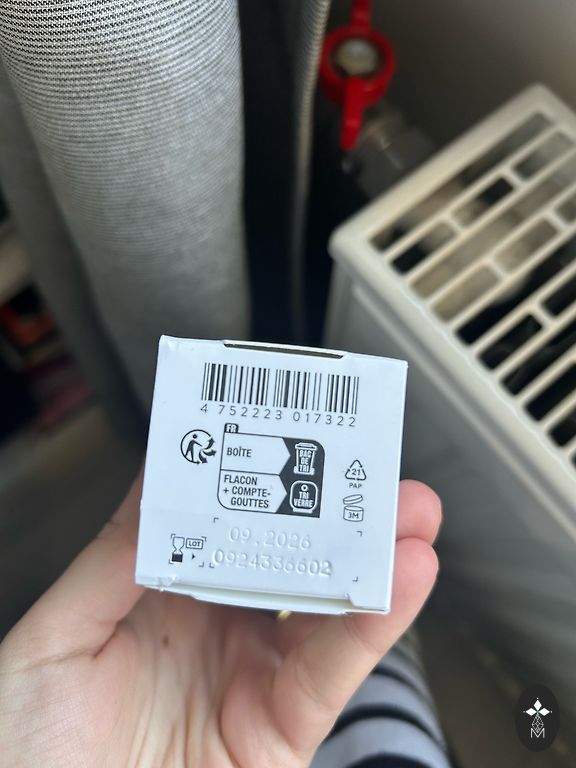 4 752223 017322
FR
BOÎTE
BAC
DE
TRI
FLACON
+ COMPTE-
GOUTTES
TRI
VERRE
21
PAP
3M
LOT
09.2026
0924336602
M